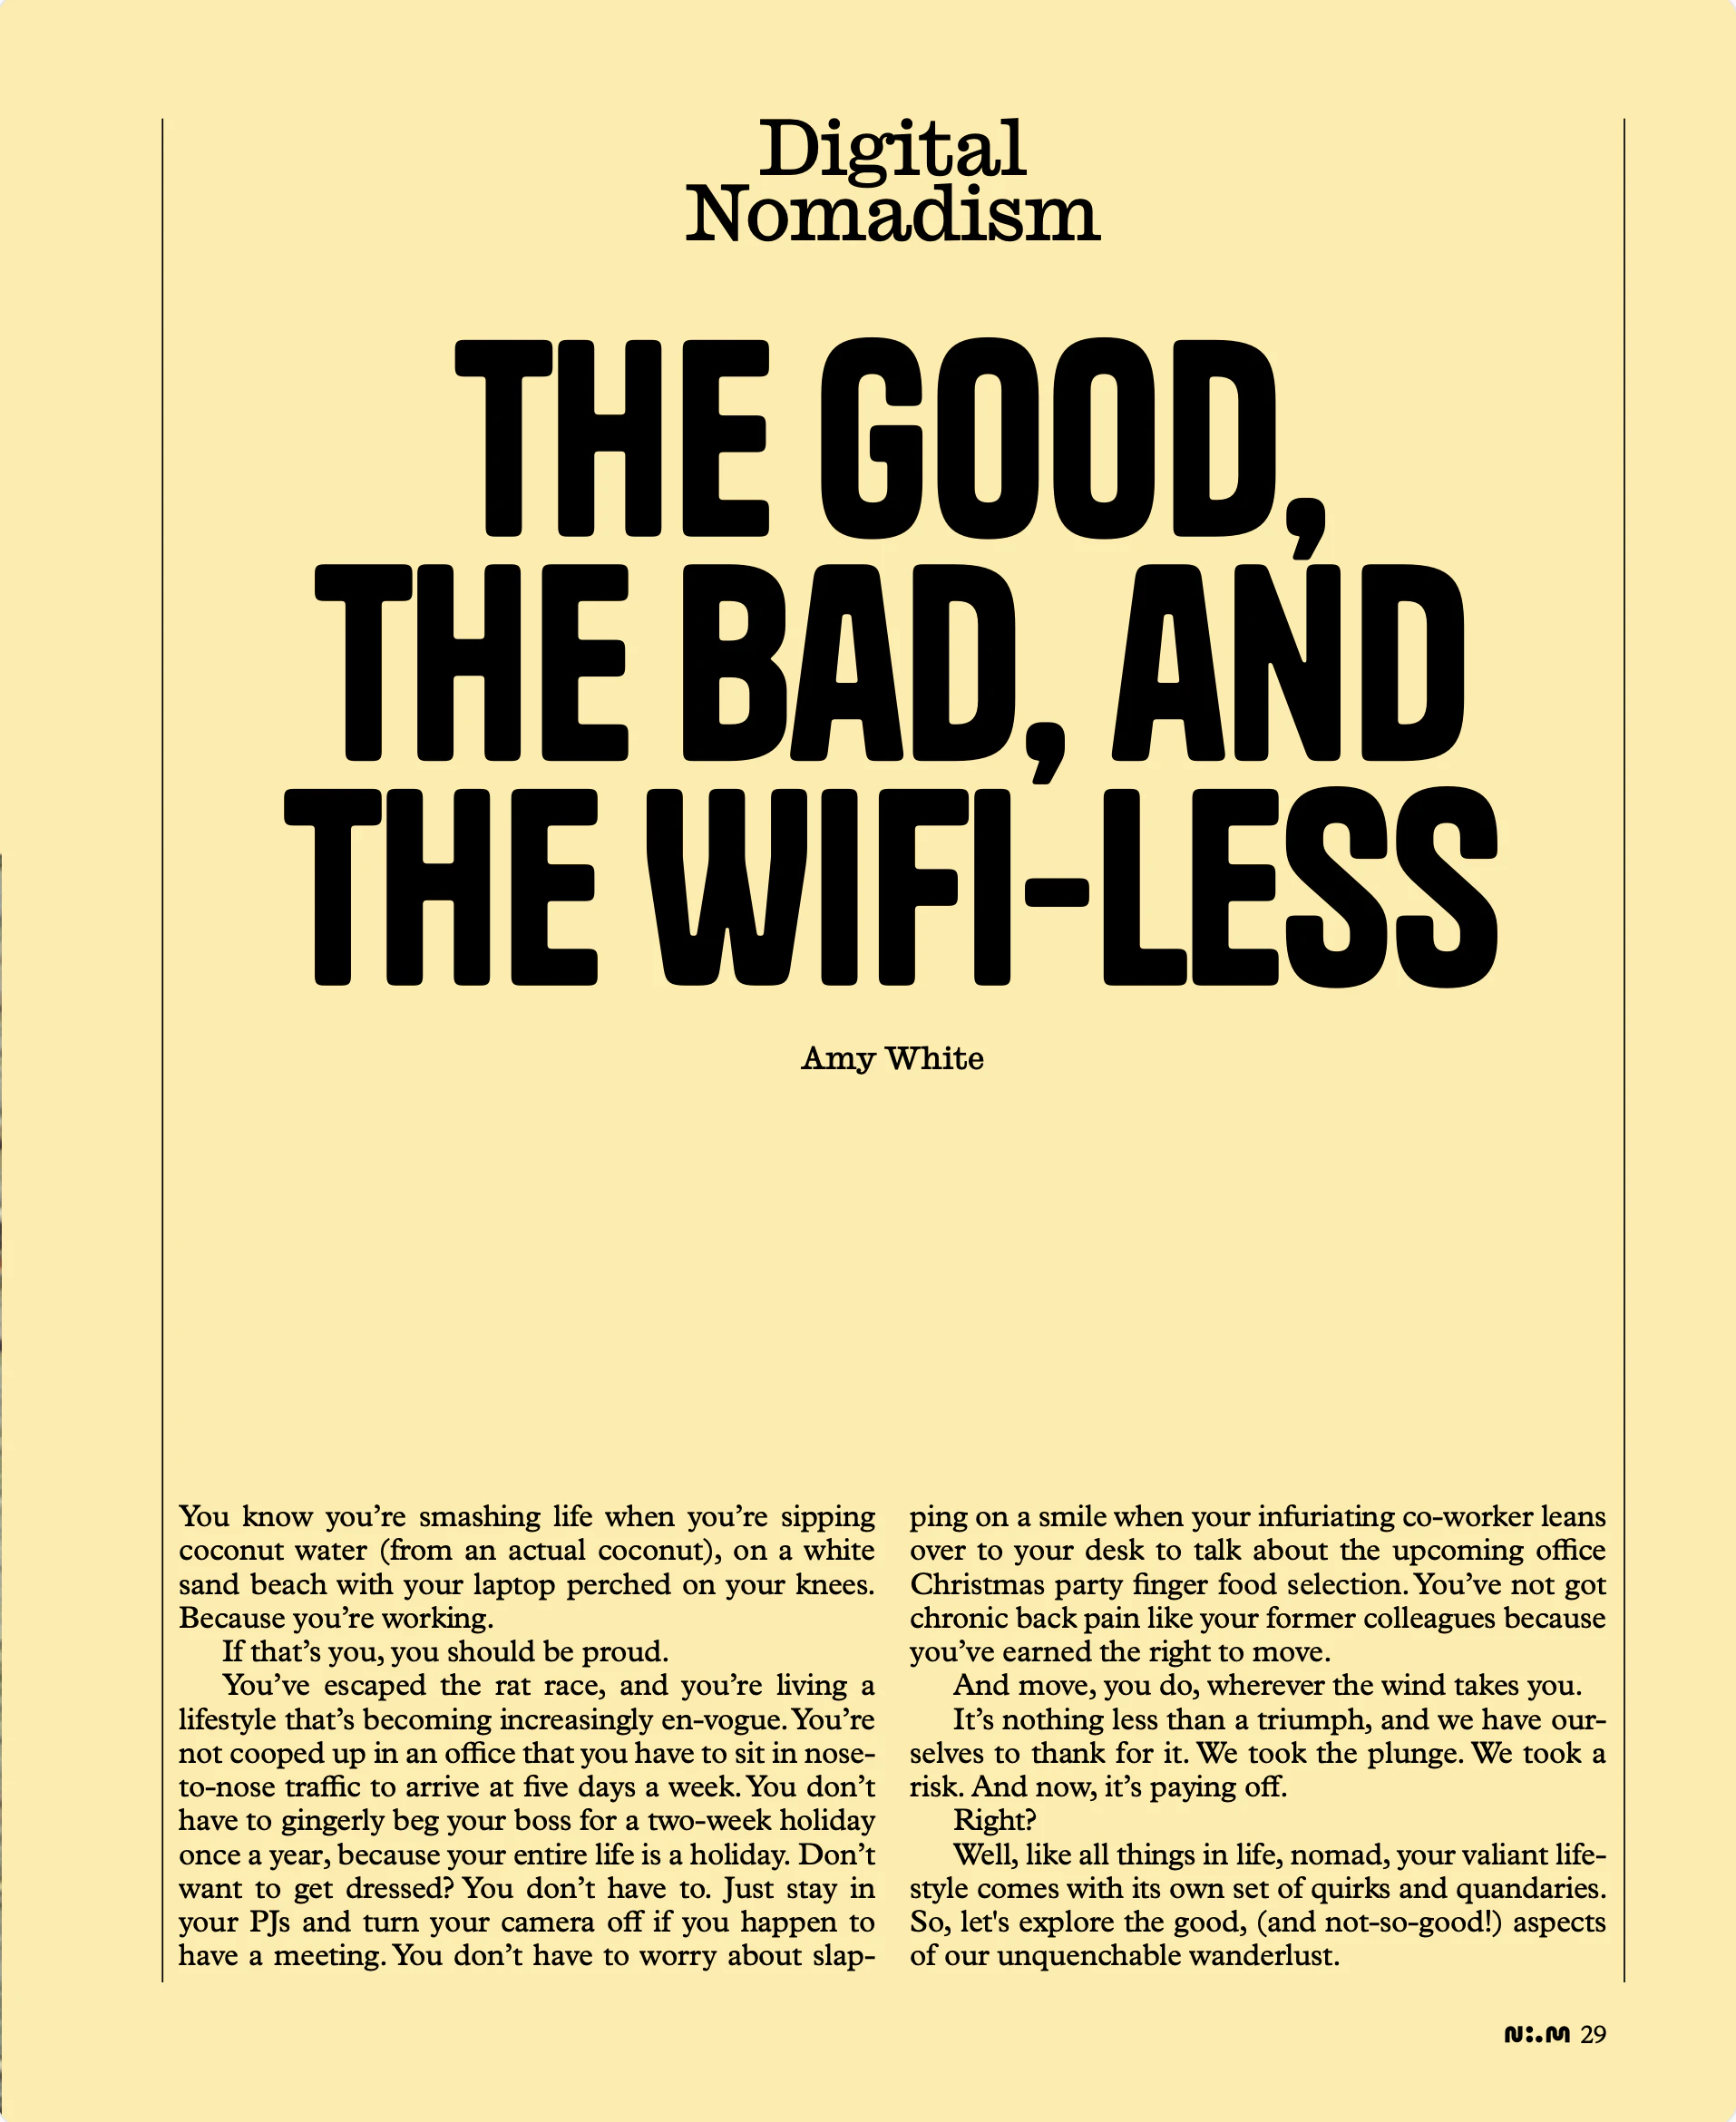 Digital
Nomadism
THE GOOD,
THE BAD, AND
THE WIFI-LESS
Amy White
You know you’re smashing life when you’re sipping
coconut water (from an actual coconut), on a white
sand beach with your laptop perched on your knees.
Because you’re working.
If that’s you, you should be proud.
You’ve escaped the rat race, and you’re living a
lifestyle that’s becoming increasingly en-vogue. You’re
not cooped up in an office that you have to sit in nose-
to-nose traffic to arrive at five days a week. You don’t
have to gingerly beg your boss for a two-week holiday
once a year, because your entire life is a holiday. Don’t
want to get dressed? You don’t have to. Just stay in
your PJs and turn your camera off if you happen to
have a meeting. You don’t have to worry about slap-
ping on a smile when your infuriating co-worker leans
over to your desk to talk about the upcoming office
Christmas party finger food selection. You’ve not got
chronic back pain like your former colleagues because
you’ve earned the right to move.
And move, you do, wherever the wind takes you.
It’s nothing less than a triumph, and we have our-
selves to thank for it. We took the plunge. We took a
risk. And now, it’s paying off.
Right?
Well, like all things in life, nomad, your valiant life-
style comes with its own set of quirks and quandaries.
So, let's explore the good, (and not-so-good!) aspects
of our unquenchable wanderlust.
N:.M 29